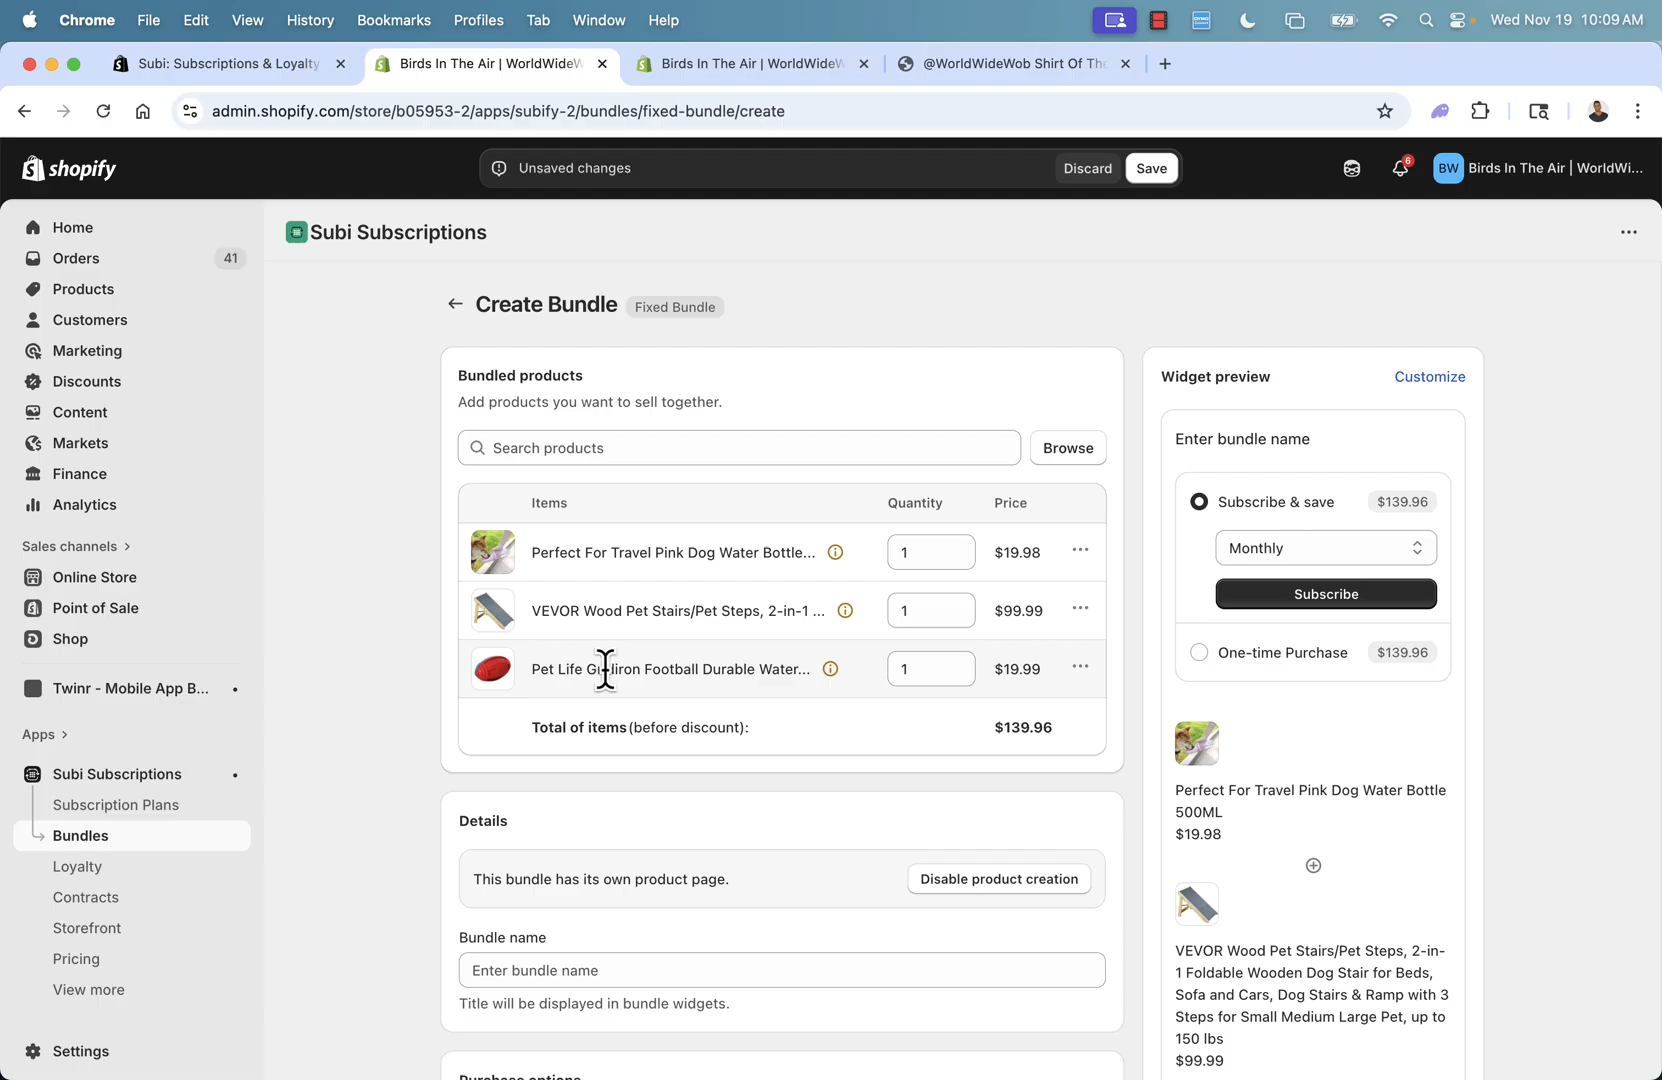 Chrome File Edit View History Bookmarks Profiles Tab Window Help Wed Nov 19 10:09 AM
Subi: Subscriptions & Loyalty
Birds In The Air | WorldWideW
Birds In The Air | WorldWideW
@WorldWideWob Shirt Of The
admin.shopify.com/store/b05953-2/apps/subify-2/bundles/fixed-bundle/create
shopify
Unsaved changes
Discard
Save
6
BW
Birds In The Air | WorldWi...
Home
Orders 41
Products
Customers
Marketing
Discounts
Content
Markets
Finance
Analytics
Sales channels
Online Store
Point of Sale
Shop
Twinr - Mobile App B...
Apps
Subi Subscriptions
Subscription Plans
Bundles
Loyalty
Contracts
Storefront
Pricing
View more
Settings
Subi Subscriptions
Create Bundle Fixed Bundle
Bundled products
Add products you want to sell together.
Search products
Browse
Items Quantity Price
Perfect For Travel Pink Dog Water Bottle... 1 $19.98
VEVOR Wood Pet Stairs/Pet Steps, 2-in-1 ... 1 $99.99
Pet Life Gridiron Football Durable Water... 1 $19.99
Total of items (before discount): $139.96
Details
This bundle has its own product page.
Disable product creation
Bundle name
Enter bundle name
Title will be displayed in bundle widgets.
Purchase options
Widget preview
Customize
Enter bundle name
Subscribe & save $139.96
Monthly
Subscribe
One-time Purchase $139.96
Perfect For Travel Pink Dog Water Bottle
500ML
$19.98
VEVOR Wood Pet Stairs/Pet Steps, 2-in-
1 Foldable Wooden Dog Stair for Beds,
Sofa and Cars, Dog Stairs & Ramp with 3
Steps for Small Medium Large Pet, up to
150 lbs
$99.99